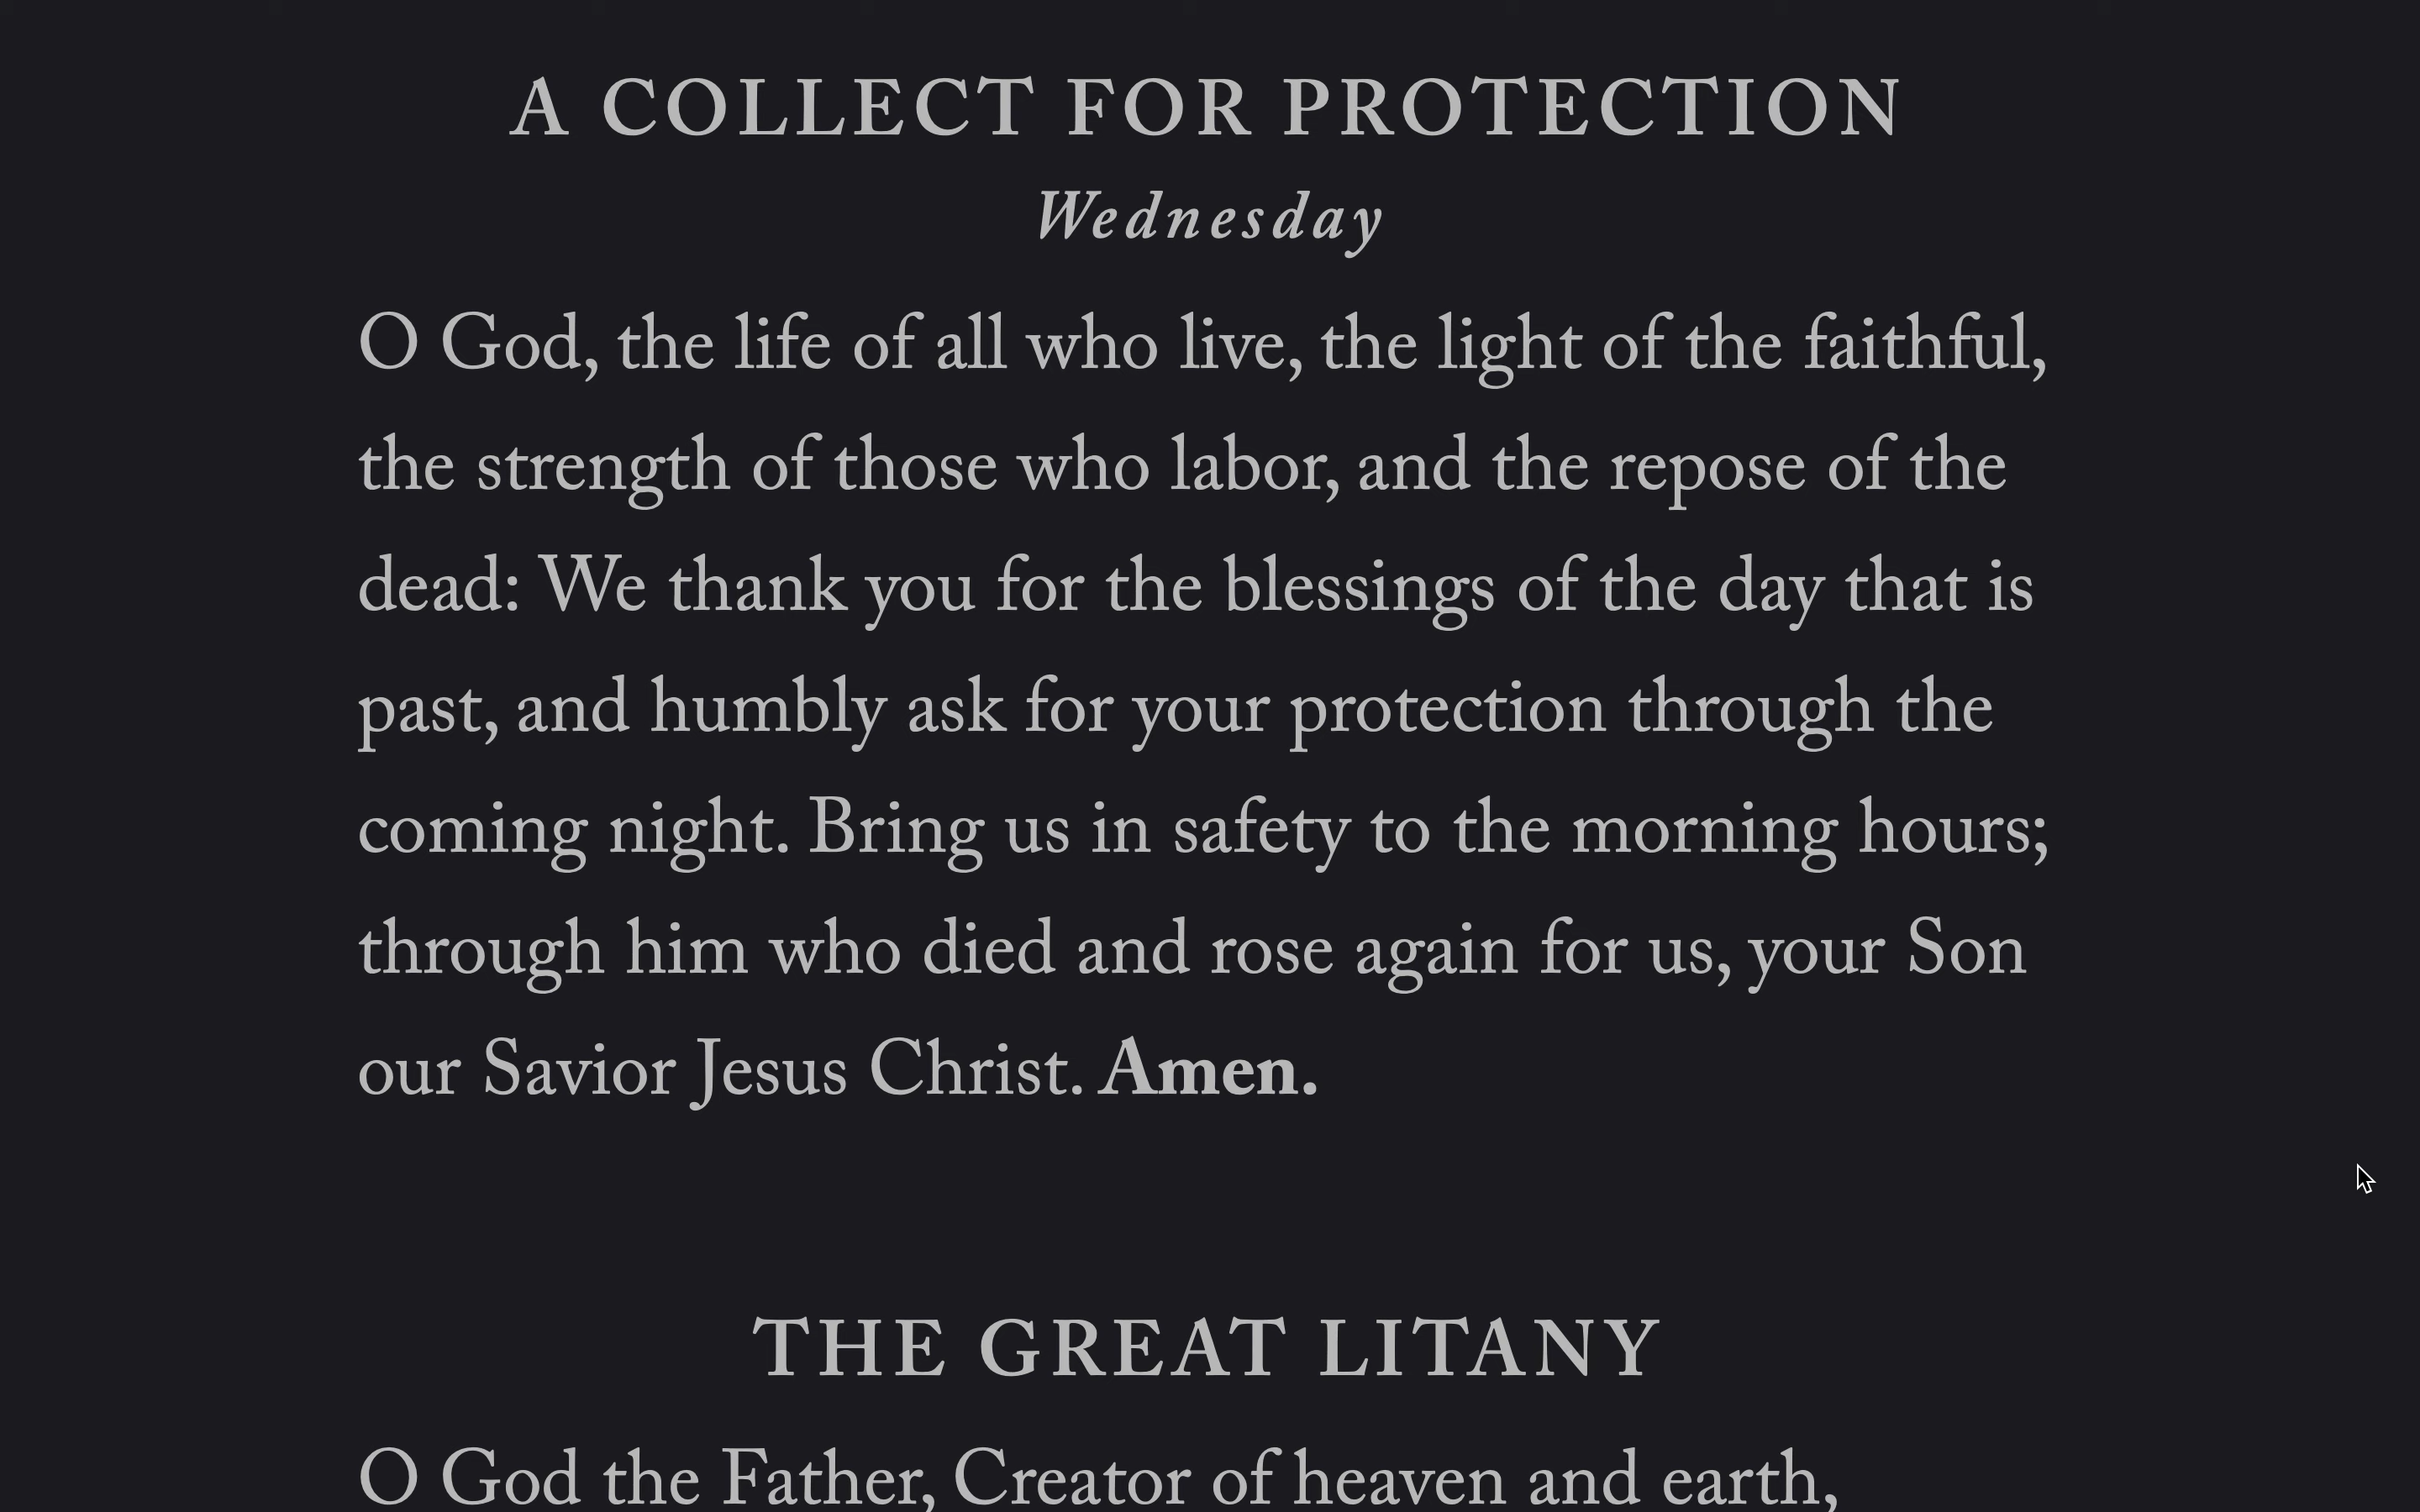 A COLLECT FOR PROTECTION
Wednesday
O God, the life of all who live, the light of the faithful,
the strength of those who labor, and the repose of the
dead: We thank you for the blessings of the day that is
past, and humbly ask for your protection through the
coming night. Bring us in safety to the morning hours;
through him who died and rose again for us, your Son
our Savior Jesus Christ. Amen.
THE GREAT LITANY
O God the Father, Creator of heaven and earth,